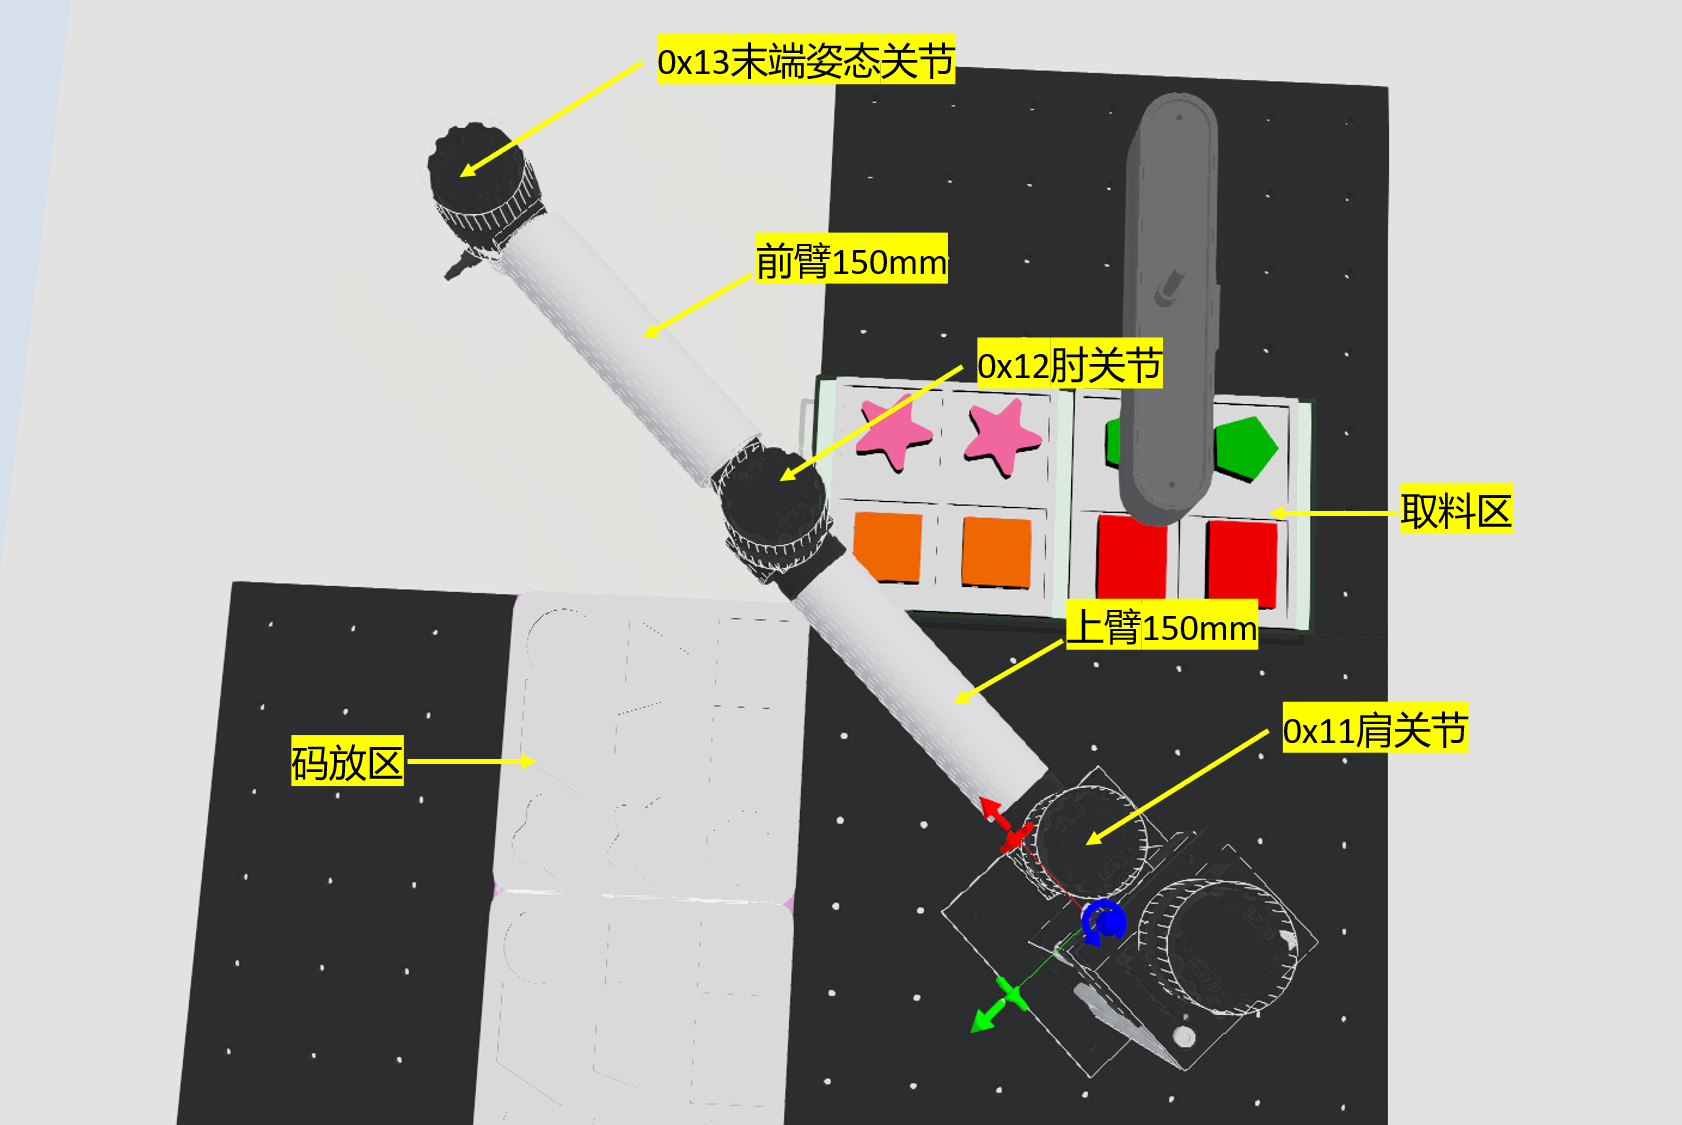 0x13末端姿态关节
前臂150mm
0x12肘关节
取料区
上臂150mm
0x11肩关节
码放区